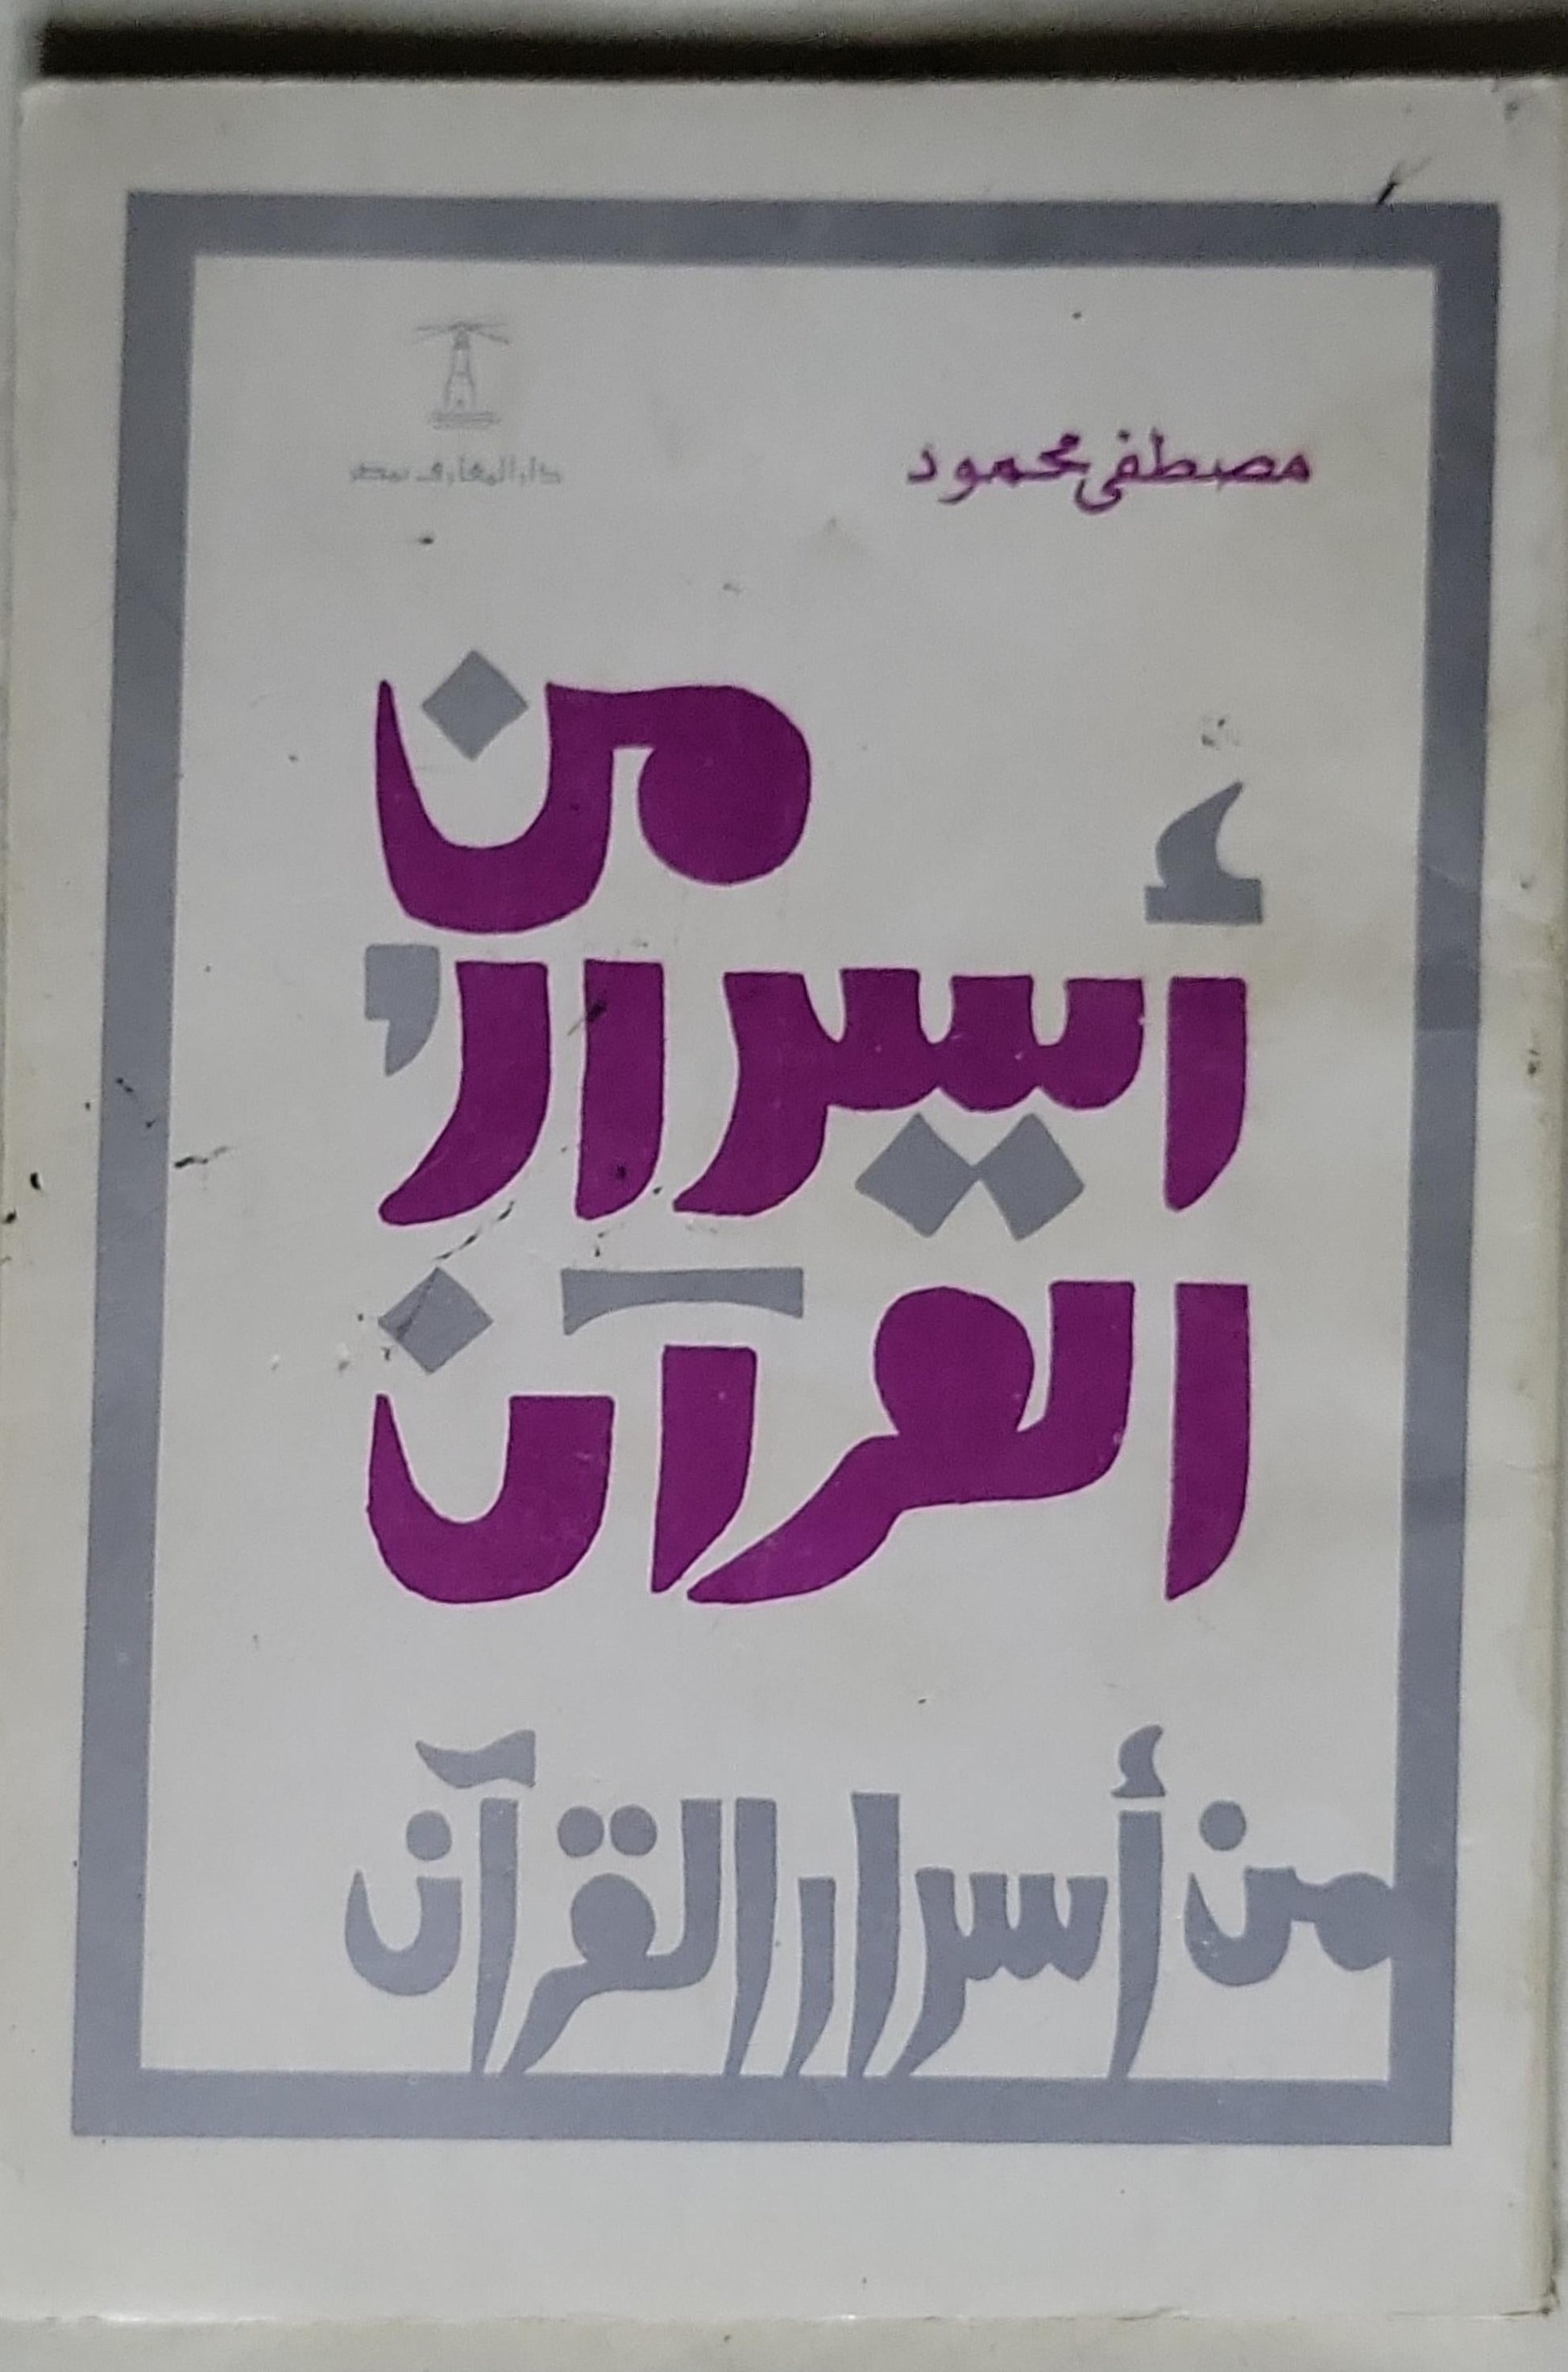 مصطفى محمود
دار المعارف بمصر
من
أسرار
القرآن
من أسرار القرآن